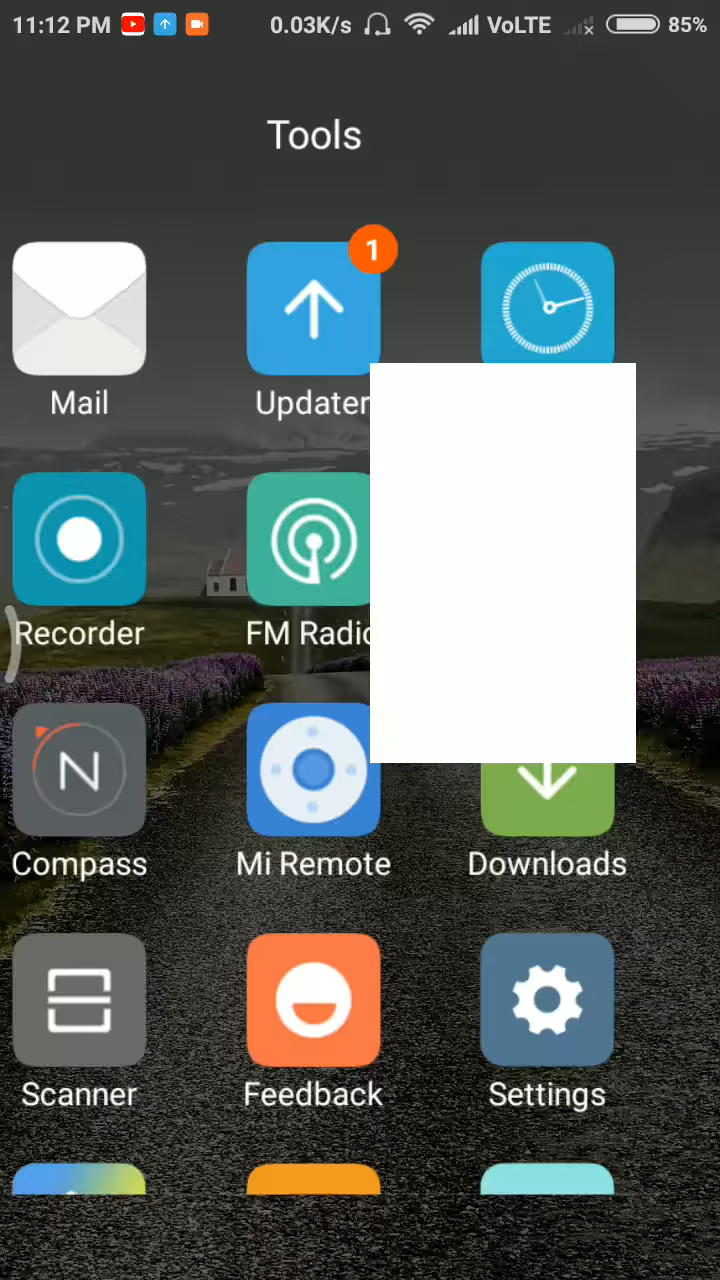 11:12 PM 0.03K/s VoLTE 85%
Tools
1
Mail Updater
Recorder FM Radio
N
Compass Mi Remote Downloads
Scanner Feedback Settings